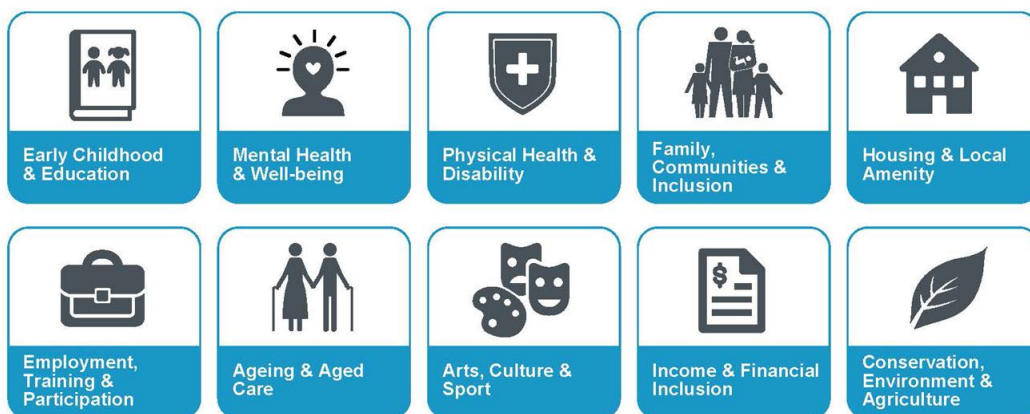 Early Childhood
& Education
Mental Health
& Well-being
Physical Health &
Disability
Family,
Communities &
Inclusion
Housing & Local
Amenity
Employment,
Training &
Participation
Ageing & Aged
Care
Arts, Culture &
Sport
$
Income & Financial
Inclusion
Conservation,
Environment &
Agriculture